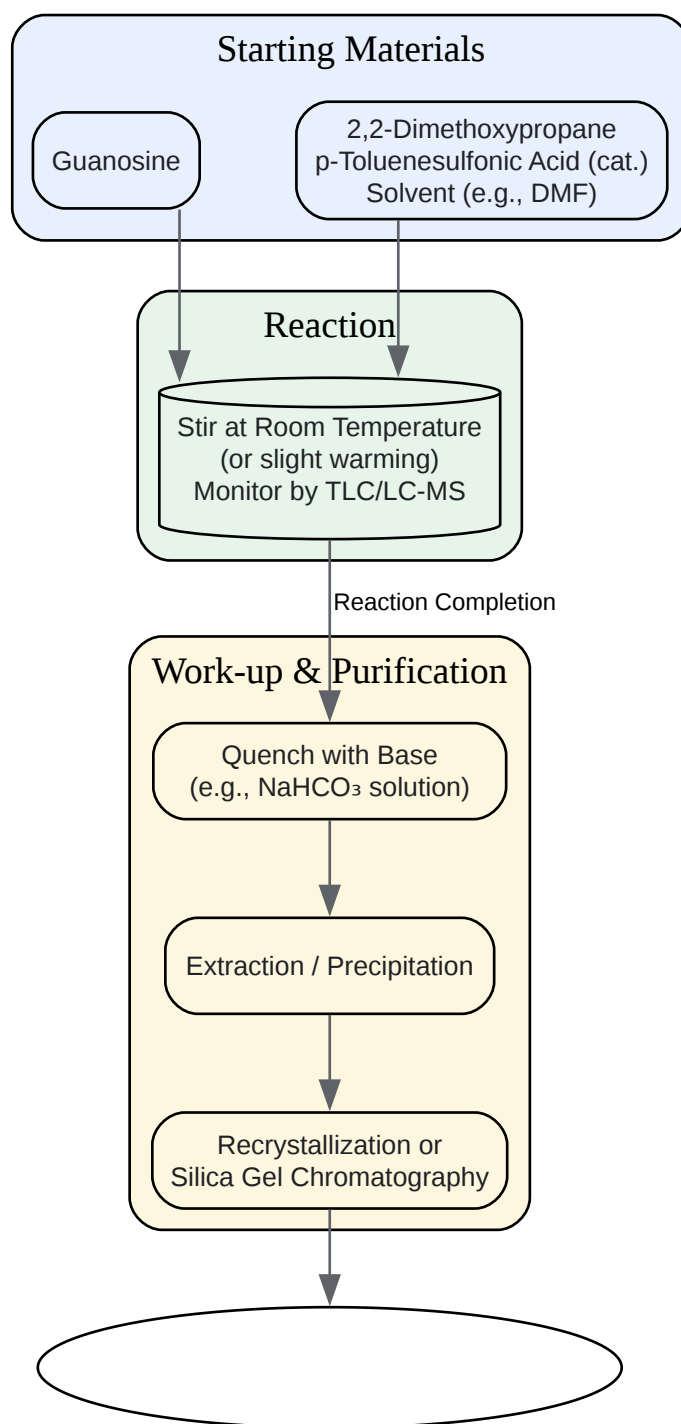 Starting Materials
Guanosine
2,2-Dimethoxypropane
p-Toluenesulfonic Acid (cat.)
Solvent (e.g., DMF)
Reaction
Stir at Room Temperature
(or slight warming)
Monitor by TLC/LC-MS
Reaction Completion
Work-up & Purification
Quench with Base
(e.g., NaHCO₃ solution)
Extraction / Precipitation
Recrystallization or
Silica Gel Chromatography